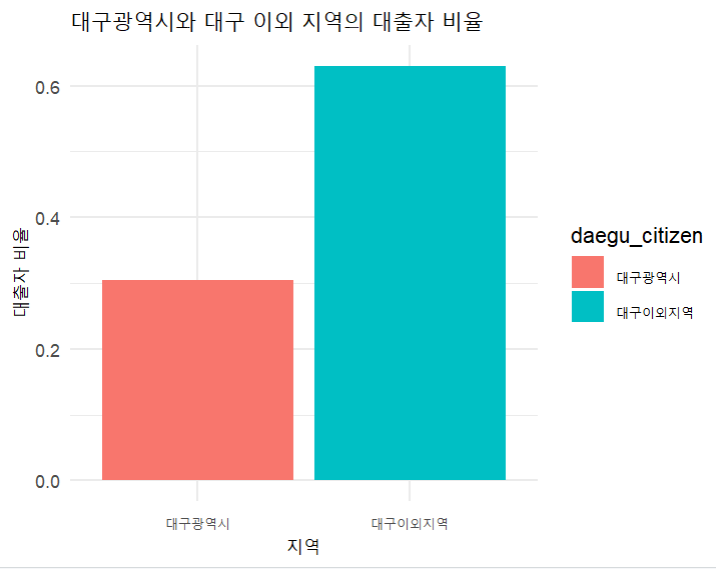 대구광역시와 대구 이외 지역의 대출자 비율
대출자 비율
0.6
0.4
0.2
0.0
대구광역시
대구이외지역
지역
daegu_citizen
대구광역시
대구이외지역